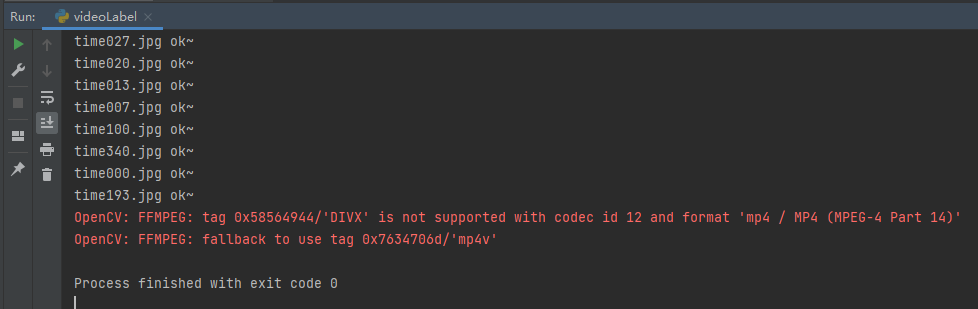 Run: videoLabel
time027.jpg ok~
time020.jpg ok~
time013.jpg ok~
time007.jpg ok~
time100.jpg ok~
time340.jpg ok~
time000.jpg ok~
time193.jpg ok~
OpenCV: FFMPEG: tag 0x58564944/'DIVX' is not supported with codec id 12 and format 'mp4 / MP4 (MPEG-4 Part 14)'
OpenCV: FFMPEG: fallback to use tag 0x7634706d/'mp4v'
Process finished with exit code 0